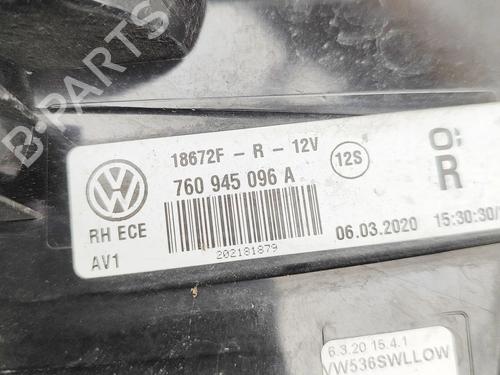 18672F - R - 12V
12S
760 945 096 A
RH ECE
AV1
202181879
R
06.03.2020 15:30:30/
6.3.20 15.4.1
VW536SWLLOW
B-PARTS